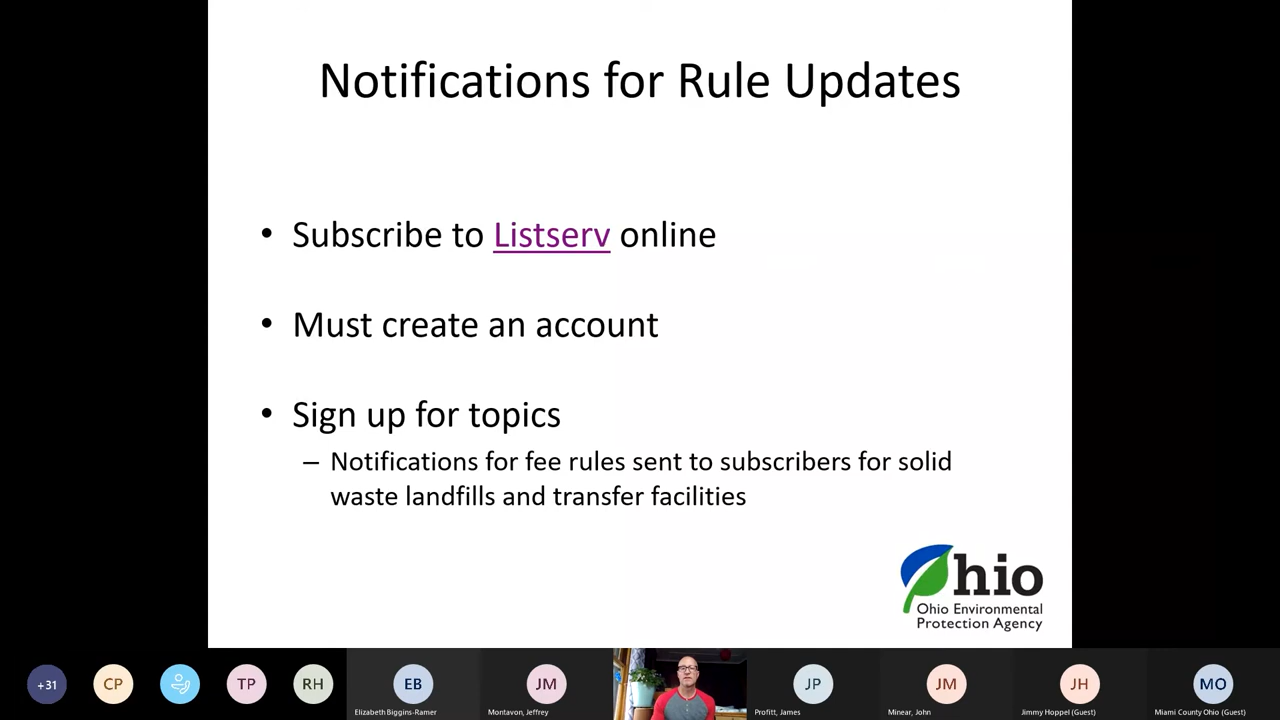 Notifications for Rule Updates
• Subscribe to Listserv online
• Must create an account
• Sign up for topics
– Notifications for fee rules sent to subscribers for solid
waste landfills and transfer facilities
Ohio
Ohio Environmental
Protection Agency
+31
CP
TP
RH
EB
JM
JP
JM
JH
MO
Elizabeth Biggins-Ramer
Montavon, Jeffrey
Profitt, James
Minear, John
Jimmy Hoppel (Guest)
Miami County Ohio (Guest)